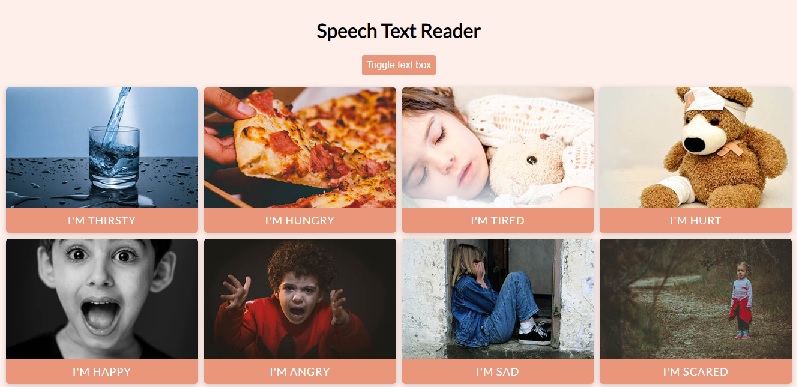 Speech Text Reader
Toggle text box
I'M THIRSTY
I'M HUNGRY
I'M TIRED
I'M HURT
I'M HAPPY
I'M ANGRY
I'M SAD
I'M SCARED